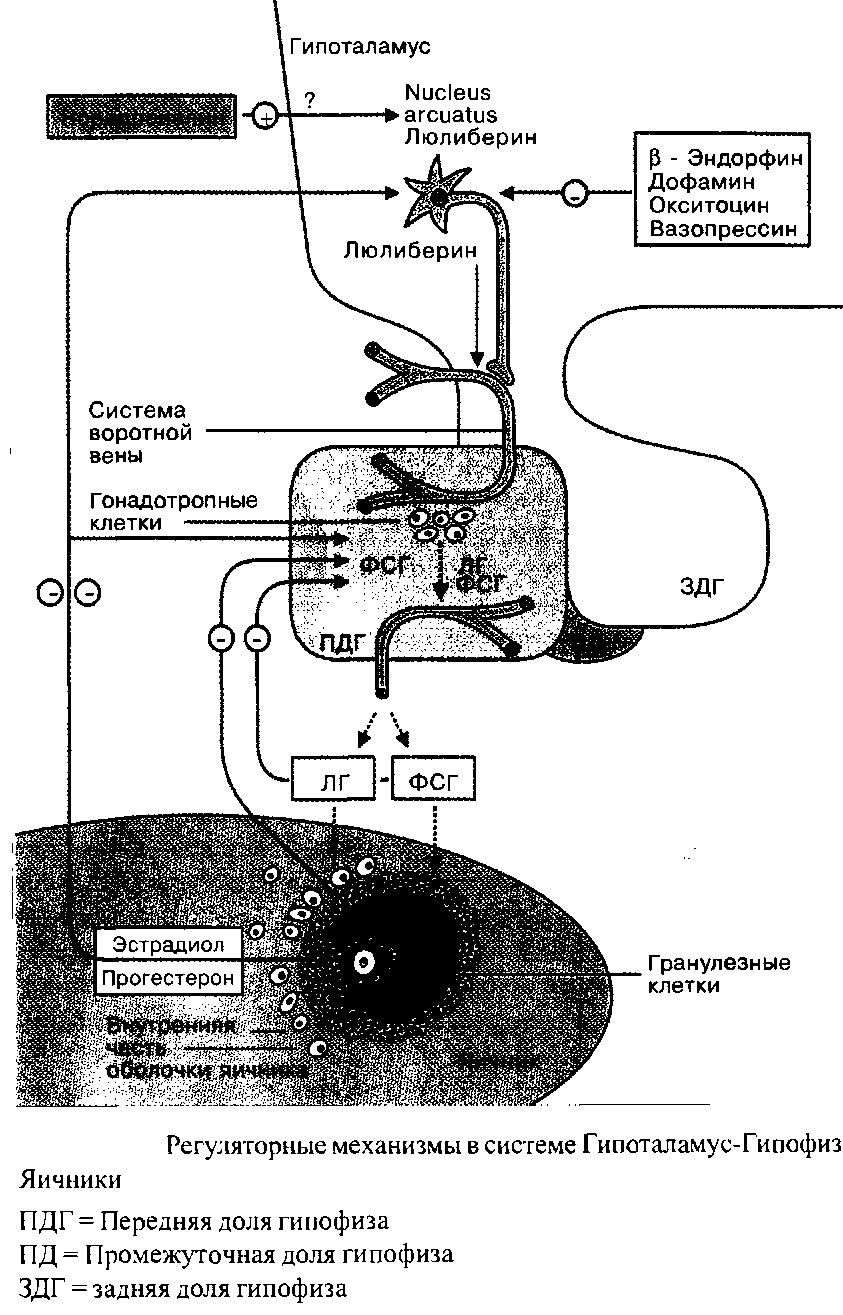 Гипоталамус
?
+
Nucleus
arcuatus
Люлиберин
β - Эндорфин
Дофамин
Окситоцин
Вазопрессин
-
Люлиберин
Система
воротной
вены
Гонадотропные
клетки
ФСГ
ЛГ
ФСГ
ЗДГ
- -
- -
ПДГ
ЛГ - ФСГ
Эстрадиол
Прогестерон
Гранулезные
клетки
Внутренняя
часть
оболочки яичника
Регуляторные механизмы в системе Гипоталамус-Гипофиз
Яичники
ПДГ = Передняя доля гипофиза
ПД = Промежуточная доля гипофиза
ЗДГ = задняя доля гипофиза